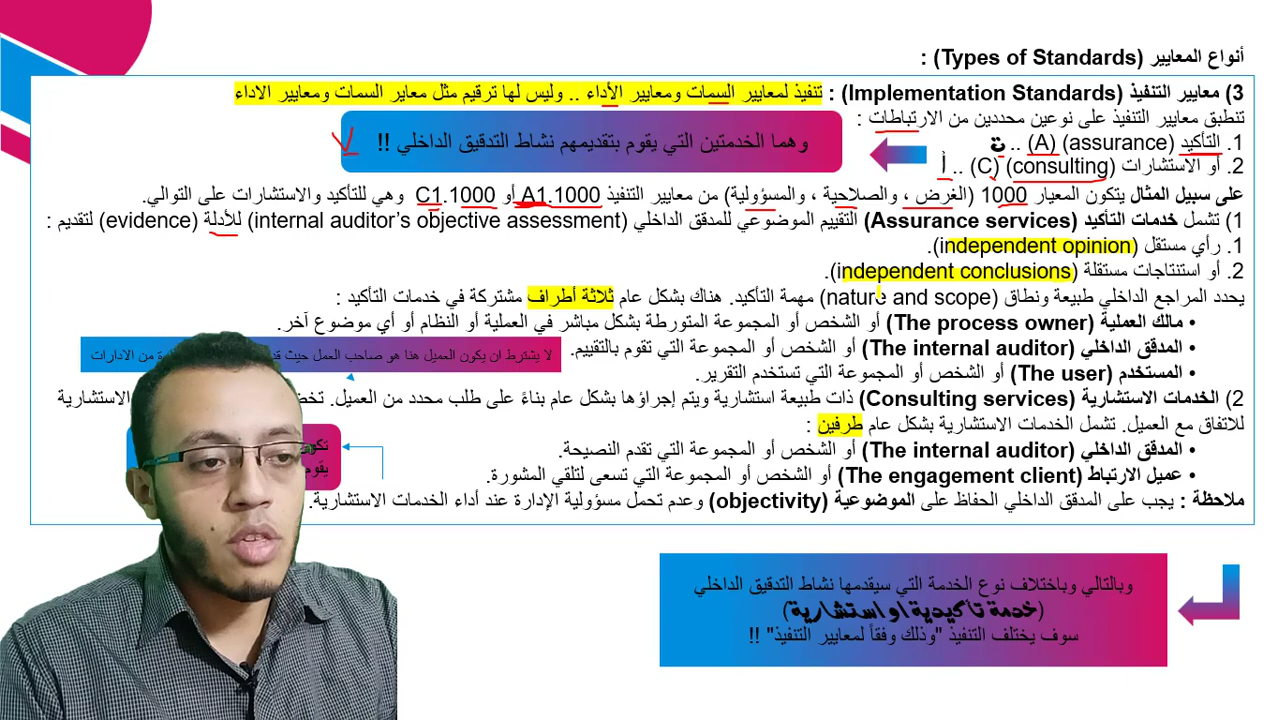 أنواع المعايير (Types of Standards) :
3) معايير التنفيذ (Implementation Standards) : تنفيذ لمعايير السمات ومعايير الأداء .. وليس لها ترقيم مثل معاير السمات ومعايير الاداء
تنطبق معايير التنفيذ على نوعين محددين من الارتباطات :
1. التأكيد (assurance) (A) .. ت
2. أو الاستشارات (consulting) (C) .. أ
وهما الخدمتين التي يقوم بتقديمهم نشاط التدقيق الداخلي !!
على سبيل المثال يتكون المعيار 1000 (الغرض ، والصلاحية ، والمسؤولية) من معايير التنفيذ 1000.A1 أو 1000.C1 وهي للتأكيد والاستشارات على التوالي.
1) تشمل خدمات التأكيد (Assurance services) التقييم الموضوعي للمدقق الداخلي (internal auditor's objective assessment) للأدلة (evidence) لتقديم :
1. رأي مستقل (independent opinion).
2. أو استنتاجات مستقلة (independent conclusions).
يحدد المراجع الداخلي طبيعة ونطاق (nature and scope) مهمة التأكيد. هناك بشكل عام ثلاثة أطراف مشتركة في خدمات التأكيد :
• مالك العملية (The process owner) أو الشخص أو المجموعة المتورطة بشكل مباشر في العملية أو النظام أو أي موضوع آخر.
• المدقق الداخلي (The internal auditor) أو الشخص أو المجموعة التي تقوم بالتقييم.
لا يشترط ان يكون العميل هنا هو صاحب العمل حيث من الادارات
• المستخدم (The user) أو الشخص أو المجموعة التي تستخدم التقرير.
2) الخدمات الاستشارية (Consulting services) ذات طبيعة استشارية ويتم إجراؤها بشكل عام بناءً على طلب محدد من العميل. الاستشارية
للاتفاق مع العميل. تشمل الخدمات الاستشارية بشكل عام طرفين :
• المدقق الداخلي (The internal auditor) أو الشخص أو المجموعة التي تقدم النصيحة.
• عميل الارتباط (The engagement client) أو الشخص أو المجموعة التي تسعى لتلقي المشورة.
ملاحظة : يجب على المدقق الداخلي الحفاظ على الموضوعية (objectivity) وعدم تحمل مسؤولية الإدارة عند أداء الخدمات الاستشارية.
وبالتالي وباختلاف نوع الخدمة التي سيقدمها نشاط التدقيق الداخلي
(خدمة تأكيدية او استشارية)
سوف يختلف التنفيذ "وذلك وفقاً لمعايير التنفيذ" !!